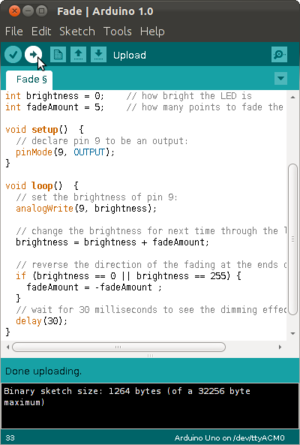 Fade | Arduino 1.0
File Edit Sketch Tools Help
Upload
Fade §
int brightness = 0;    // how bright the LED is
int fadeAmount = 5;    // how many points to fade the
void setup()  {
// declare pin 9 to be an output:
pinMode(9, OUTPUT);
}
void loop()  {
// set the brightness of pin 9:
analogWrite(9, brightness);
// change the brightness for next time through the l
brightness = brightness + fadeAmount;
// reverse the direction of the fading at the ends o
if (brightness == 0 || brightness == 255) {
fadeAmount = -fadeAmount ;
}
// wait for 30 milliseconds to see the dimming effec
delay(30);
}
Done uploading.
Binary sketch size: 1264 bytes (of a 32256 byte
maximum)
33
Arduino Uno on /dev/ttyACM0